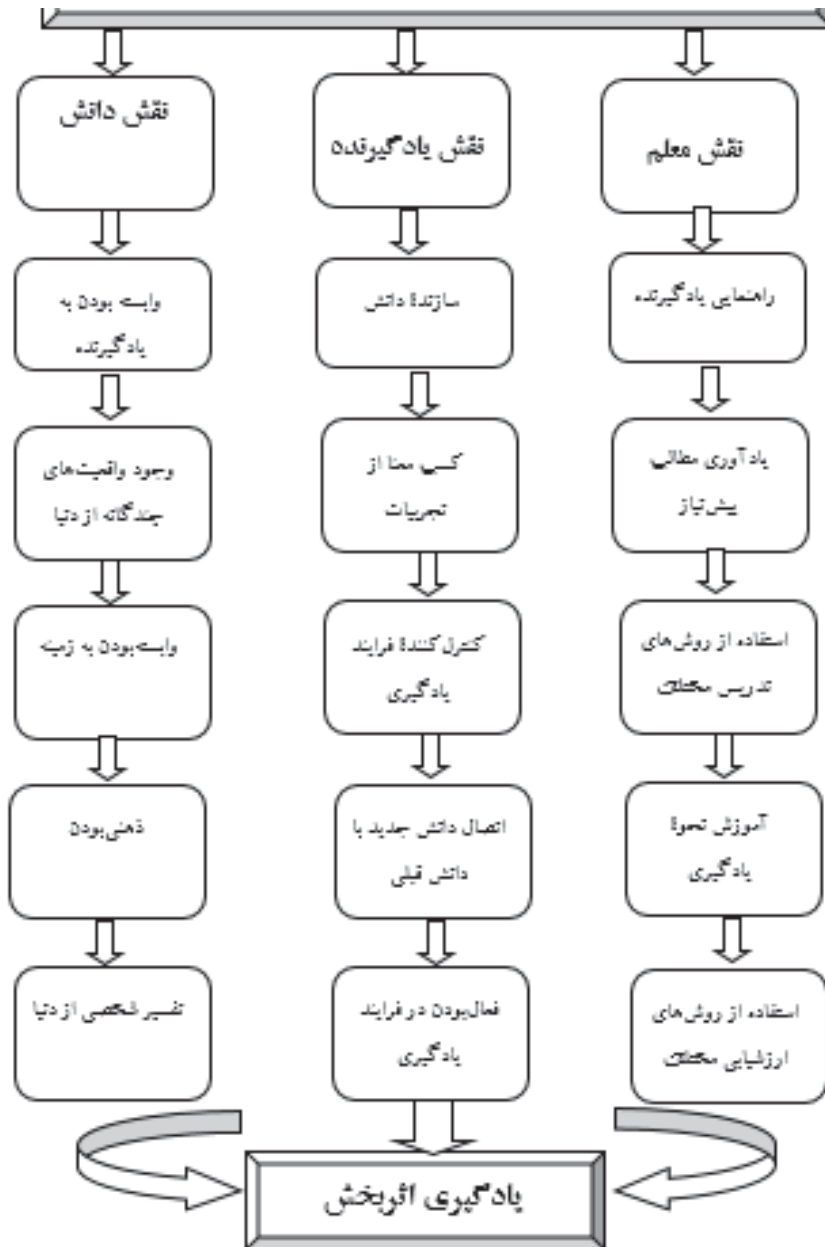 نقش معلم
راهنمایی یادگیرنده
یادآوری مطالب
پیش‌نیاز
استفاده از روش‌های
تدریس مختلف
آموزش نحوۀ
یادگیری
استفاده از روش‌های
ارزشیابی مختلف
نقش یادگیرنده
سازندۀ دانش
کسب معنا از
تجربیات
کنترل کنندۀ فرایند
یادگیری
اتصال دانش جدید با
دانش قبلی
فعال‌بودن در فرایند
یادگیری
نقش دانش
وابسته بودن به
یادگیرنده
وجود واقعیت‌های
چندگانه از دنیا
وابسته‌بودن به زمینه
ذهنی‌بودن
تفسیر شخصی از دنیا
یادگیری اثربخش